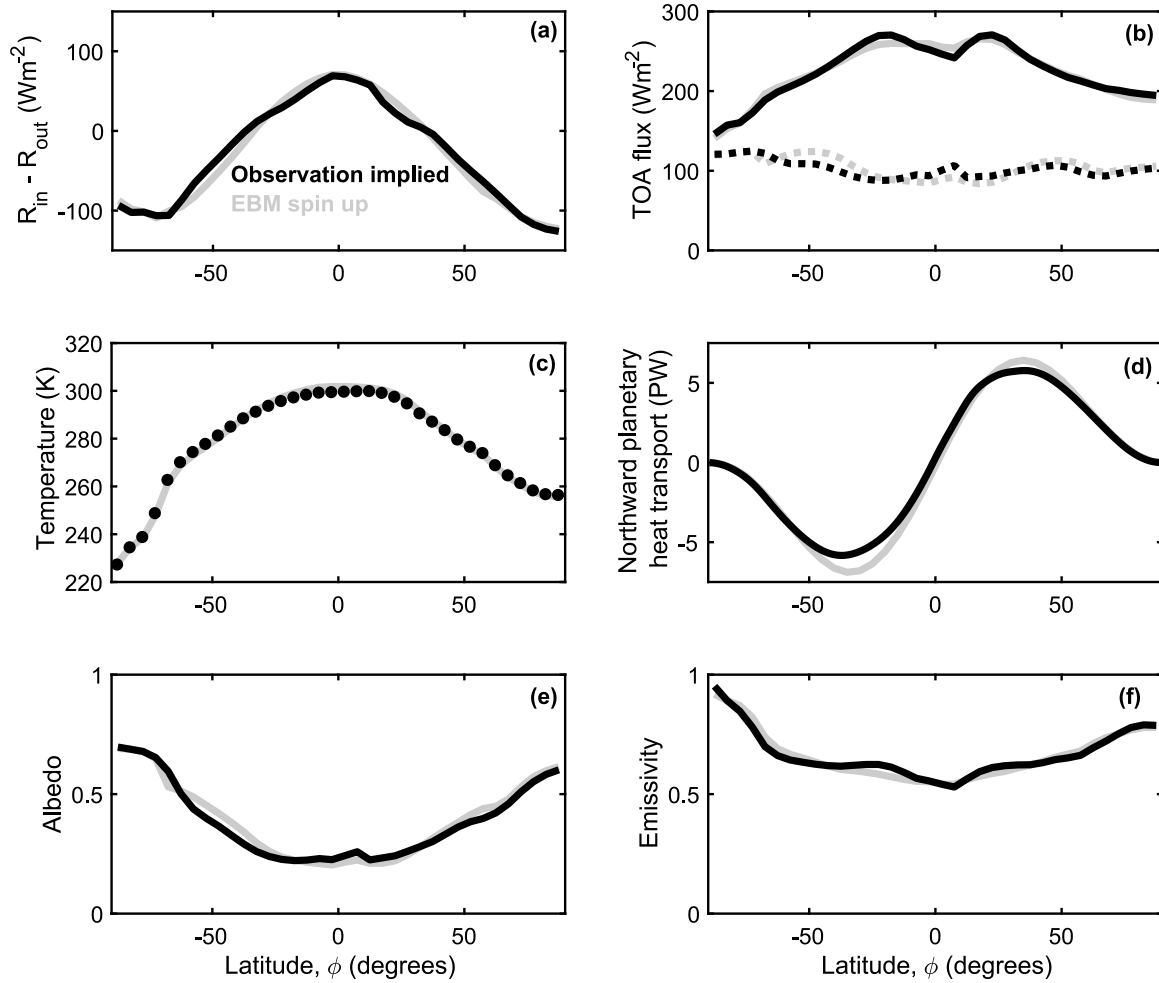 (a)
R_in - R_out (Wm^-2)
100
0
-100
-50
0
50
Observation implied
EBM spin up
(b)
TOA flux (Wm^-2)
300
200
100
0
-50
0
50
(c)
Temperature (K)
320
300
280
260
240
220
-50
0
50
(d)
Northward planetary
heat transport (PW)
5
0
-5
-50
0
50
(e)
Albedo
1
0.5
0
-50
0
50
Latitude, ϕ (degrees)
(f)
Emissivity
1
0.5
0
-50
0
50
Latitude, ϕ (degrees)